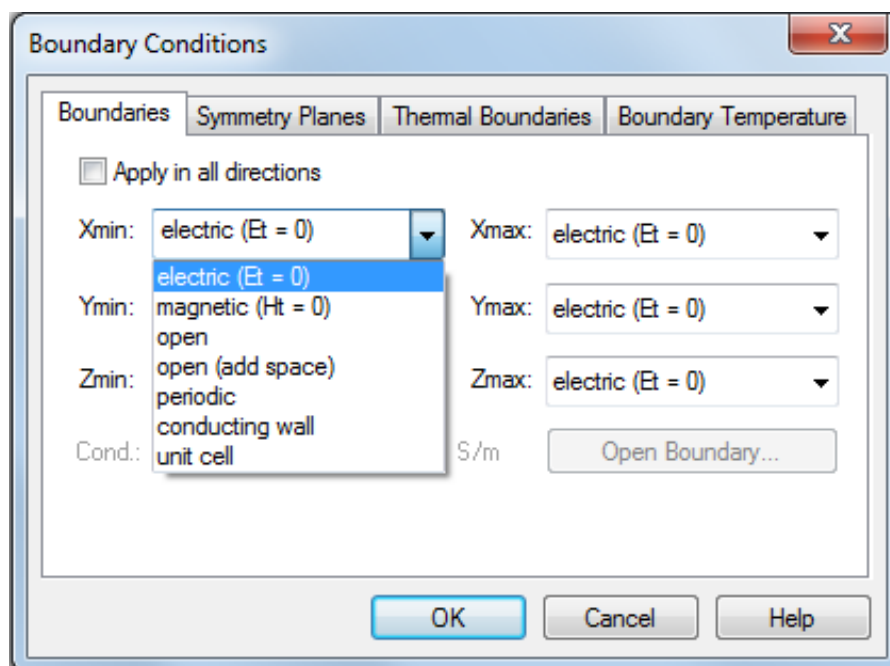 Boundary Conditions
Boundaries Symmetry Planes Thermal Boundaries Boundary Temperature
Apply in all directions
Xmin: electric (Et = 0) Xmax: electric (Et = 0)
electric (Et = 0)
Ymin: magnetic (Ht = 0) Ymax: electric (Et = 0)
open
open (add space)
Zmin: Zmax: electric (Et = 0)
periodic
conducting wall
Cond.: unit cell S/m Open Boundary...
OK Cancel Help